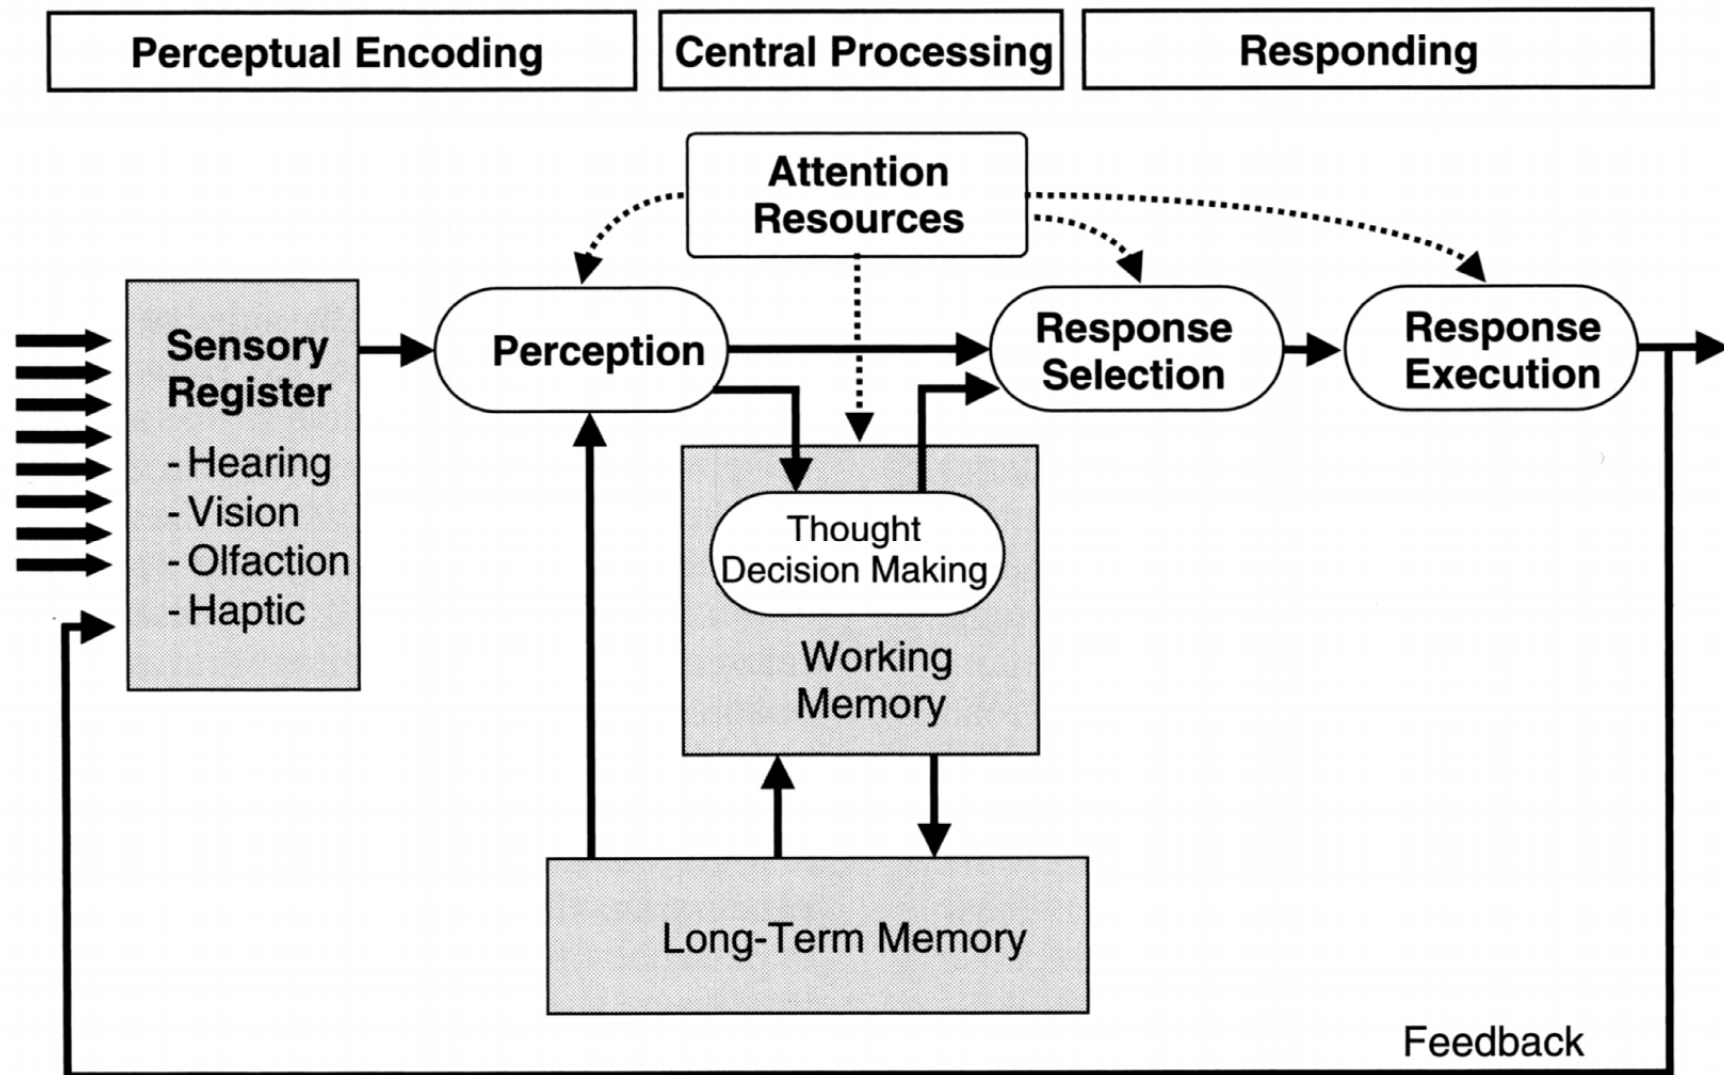 Perceptual Encoding
Central Processing
Responding
Attention
Resources
Sensory
Register
- Hearing
- Vision
- Olfaction
- Haptic
Perception
Response
Selection
Response
Execution
Thought
Decision Making
Working
Memory
Long-Term Memory
Feedback